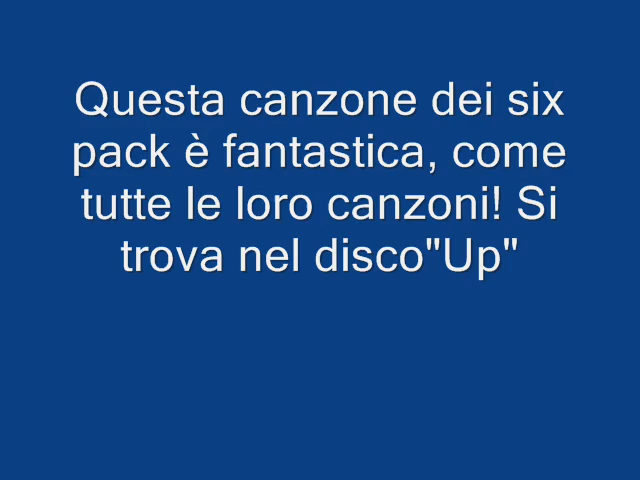 Questa canzone dei six
pack è fantastica, come
tutte le loro canzoni! Si
trova nel disco"Up"